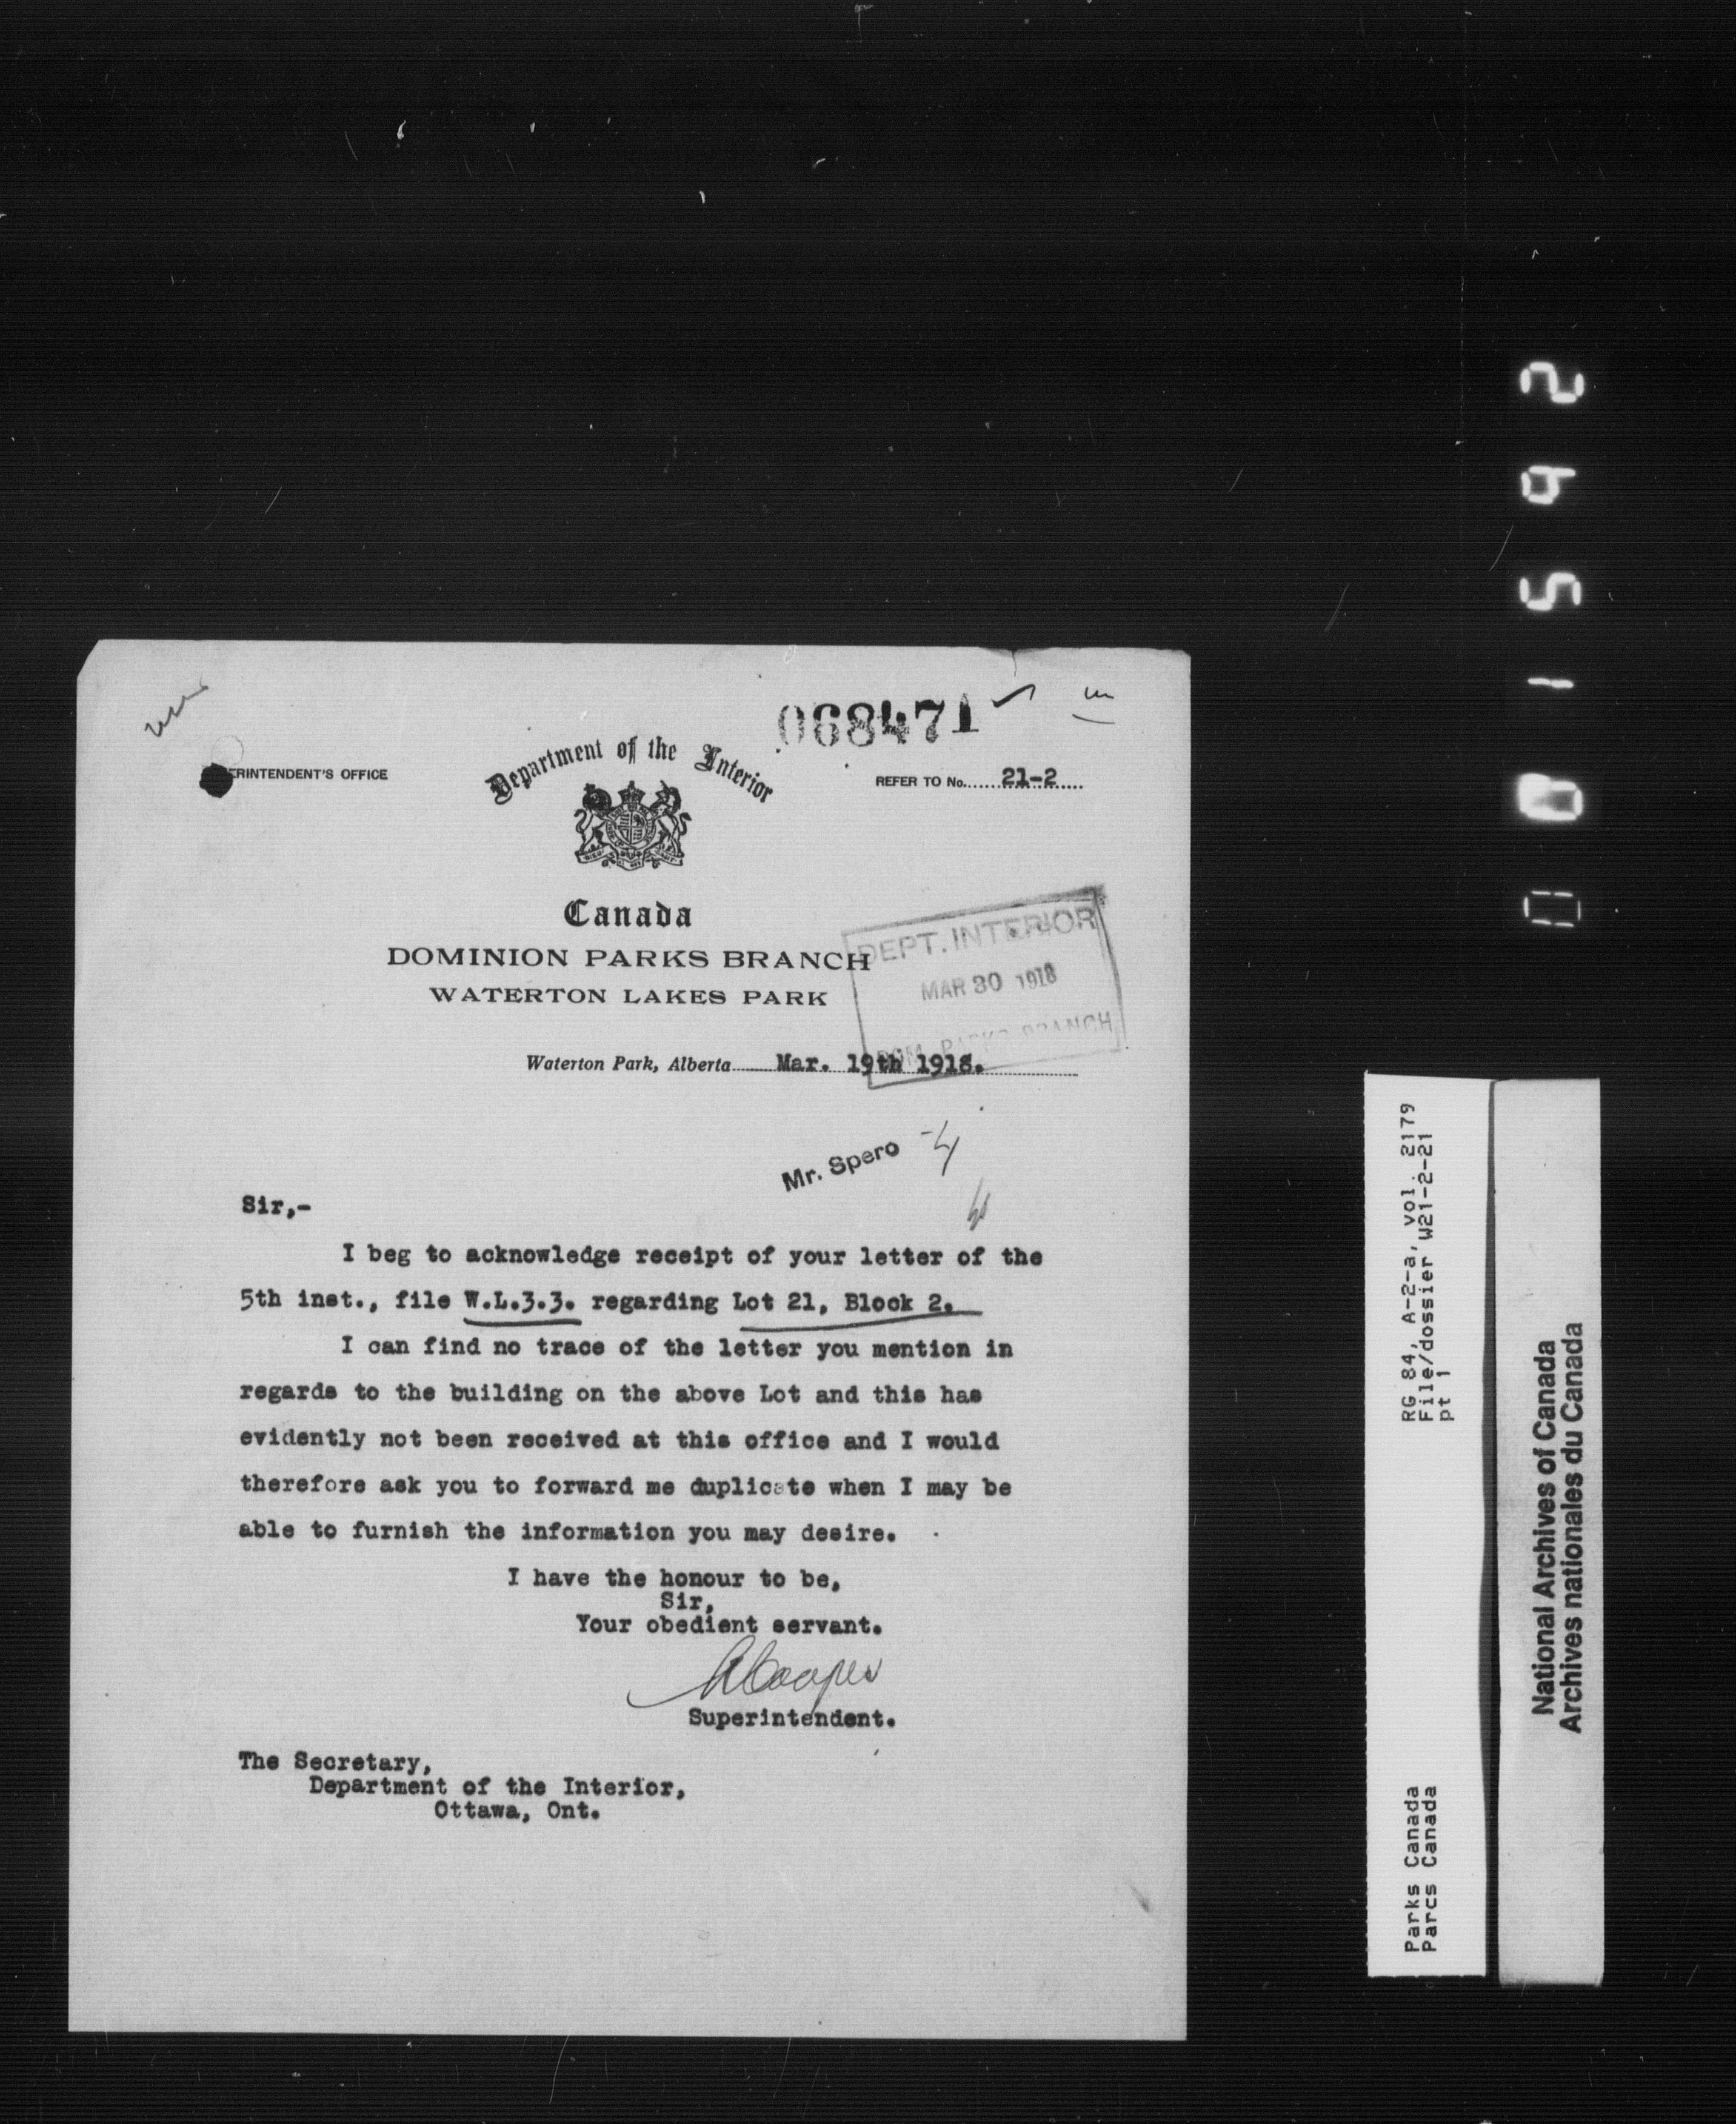 068471
ERINTENDENT'S OFFICE
Department of the Interior
REFER TO No. 21-2
Canada
DOMINION PARKS BRANCH
WATERTON LAKES PARK
DEPT. INTERIOR
MAR 30 1918
DOM. PARKS BRANCH
Waterton Park, Alberta Mar. 19th 1918.
Mr. Spero
Sir,-
I beg to acknowledge receipt of your letter of the
5th inst., file W.L.3.3. regarding Lot 21, Block 2.
I can find no trace of the letter you mention in
regards to the building on the above Lot and this has
evidently not been received at this office and I would
therefore ask you to forward me duplicate when I may be
able to furnish the information you may desire.
I have the honour to be,
Sir,
Your obedient servant.
ACooper
Superintendent.
The Secretary,
Department of the Interior,
Ottawa, Ont.
001592
RG 84, A-2-a, vol. 2179
File/dossier W21-2-21
pt 1
Parks Canada
Parcs Canada
National Archives of Canada
Archives nationales du Canada